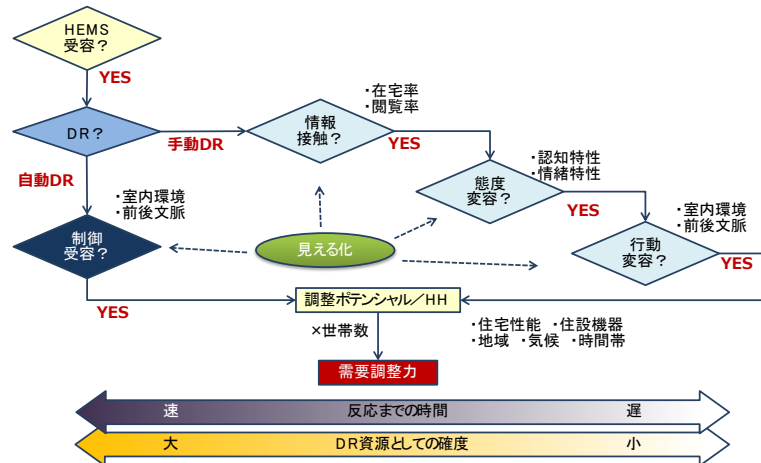 HEMS
受容？
YES
・在宅率
・閲覧率
DR？
手動DR
情報
接触？
YES
・認知特性
・情緒特性
自動DR
・室内環境
・前後文脈
態度
変容？
YES
・室内環境
・前後文脈
制御
受容？
見える化
行動
変容？
YES
YES
調整ポテンシャル／HH
・住宅性能 ・住設機器
・地域 ・気候 ・時間帯
×世帯数
需要調整力
速 反応までの時間 遅
大 DR資源としての確度 小